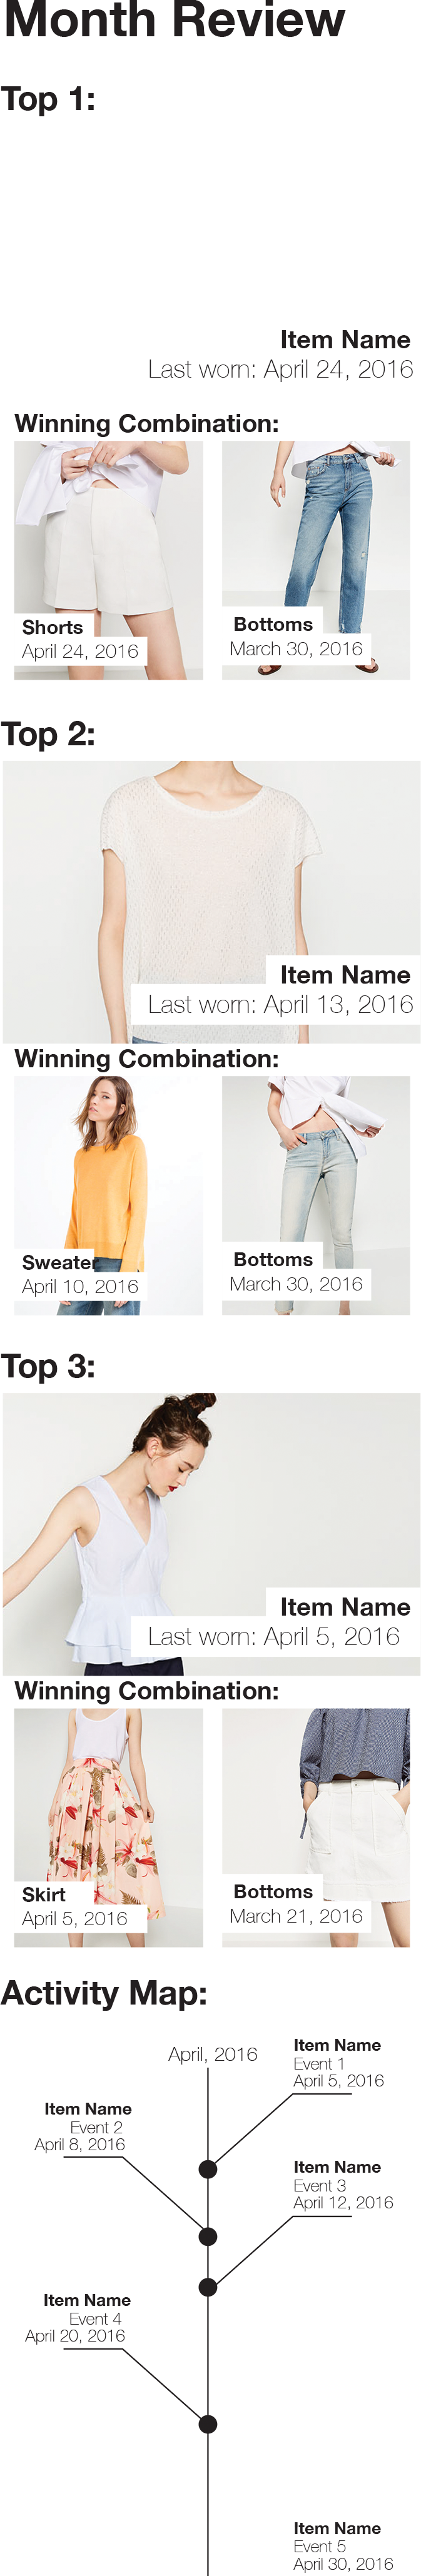 Month Review
Top 1:
Item Name
Last worn: April 24, 2016
Winning Combination:
Shorts
April 24, 2016
Bottoms
March 30, 2016
Top 2:
Item Name
Last worn: April 13, 2016
Winning Combination:
Sweater
April 10, 2016
Bottoms
March 30, 2016
Top 3:
Item Name
Last worn: April 5, 2016
Winning Combination:
Skirt
April 5, 2016
Bottoms
March 21, 2016
Activity Map:
April, 2016
Item Name
Event 1
April 5, 2016
Item Name
Event 2
April 8, 2016
Item Name
Event 3
April 12, 2016
Item Name
Event 4
April 20, 2016
Item Name
Event 5
April 30, 2016